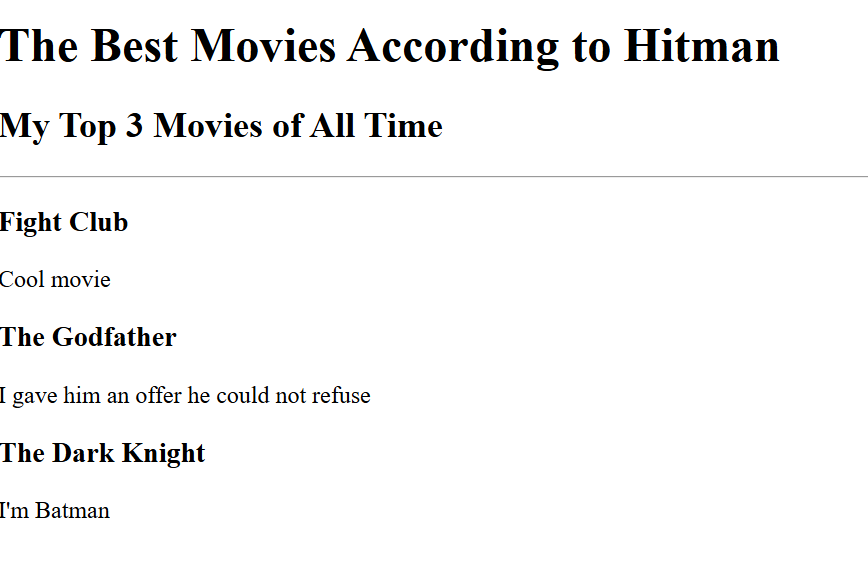 The Best Movies According to Hitman
My Top 3 Movies of All Time
Fight Club
Cool movie
The Godfather
I gave him an offer he could not refuse
The Dark Knight
I'm Batman